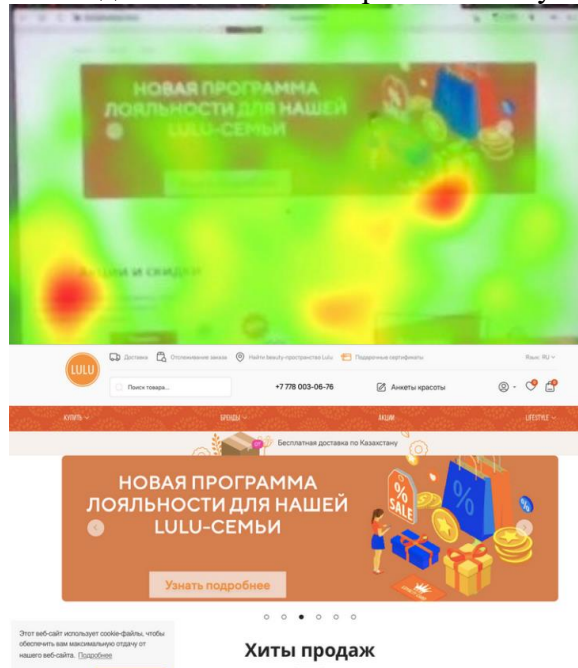 НОВАЯ ПРОГРАММА
ЛОЯЛЬНОСТИ ДЛЯ НАШЕЙ
LULU-СЕМЬИ
АКЦИИ И СКИДКИ
LULU
Доставка
Отслеживание заказа
Найти beauty-пространства Lulu
Подарочные сертификаты
Язык: RU
Поиск товара...
+7 778 003-06-76
Анкеты красоты
КУПИТЬ
БРЕНДЫ
АКЦИИ
LIFESTYLE
Бесплатная доставка по Казахстану
НОВАЯ ПРОГРАММА
ЛОЯЛЬНОСТИ ДЛЯ НАШЕЙ
LULU-СЕМЬИ
%
SALE
%
%
Узнать подробнее
Этот веб-сайт использует cookie-файлы, чтобы
обеспечить вам максимальную отдачу от
нашего веб-сайта. Подробнее
Хиты продаж